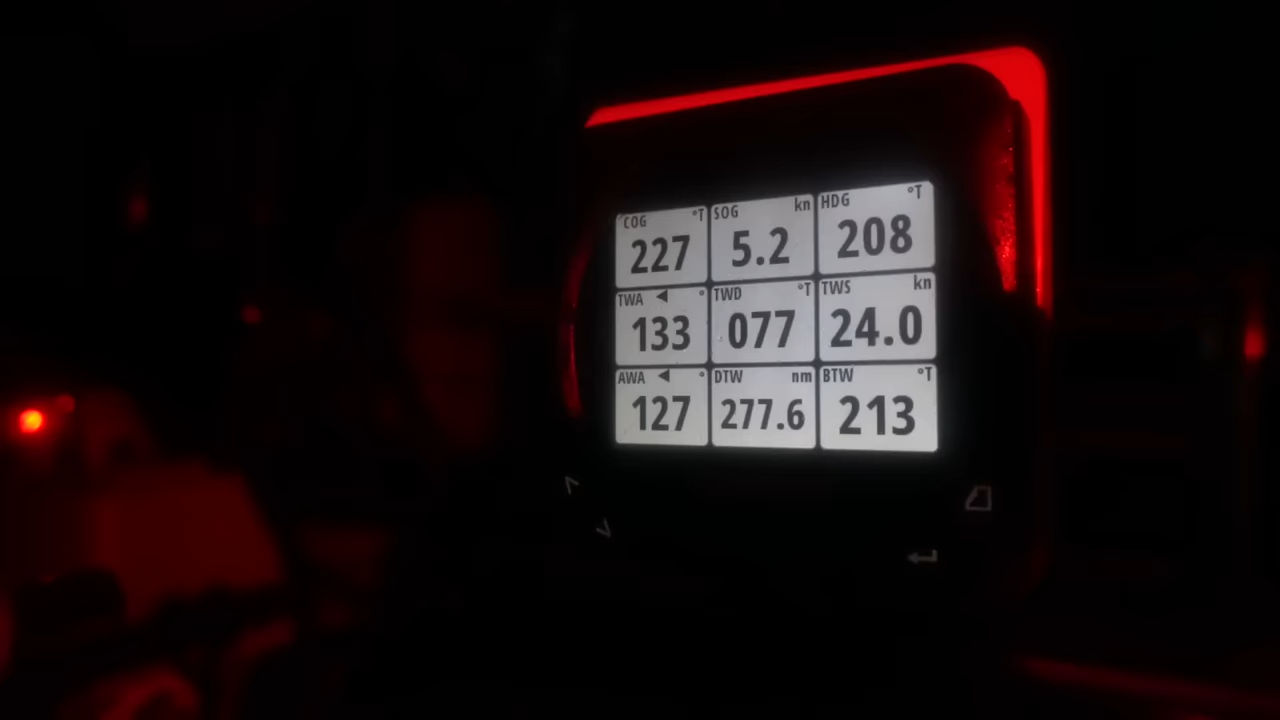 COG °T SOG kn HDG °T
227 5.2 208
TWA ◀ ° TWD °T TWS kn
133 077 24.0
AWA ◀ ° DTW nm BTW °T
127 277.6 213